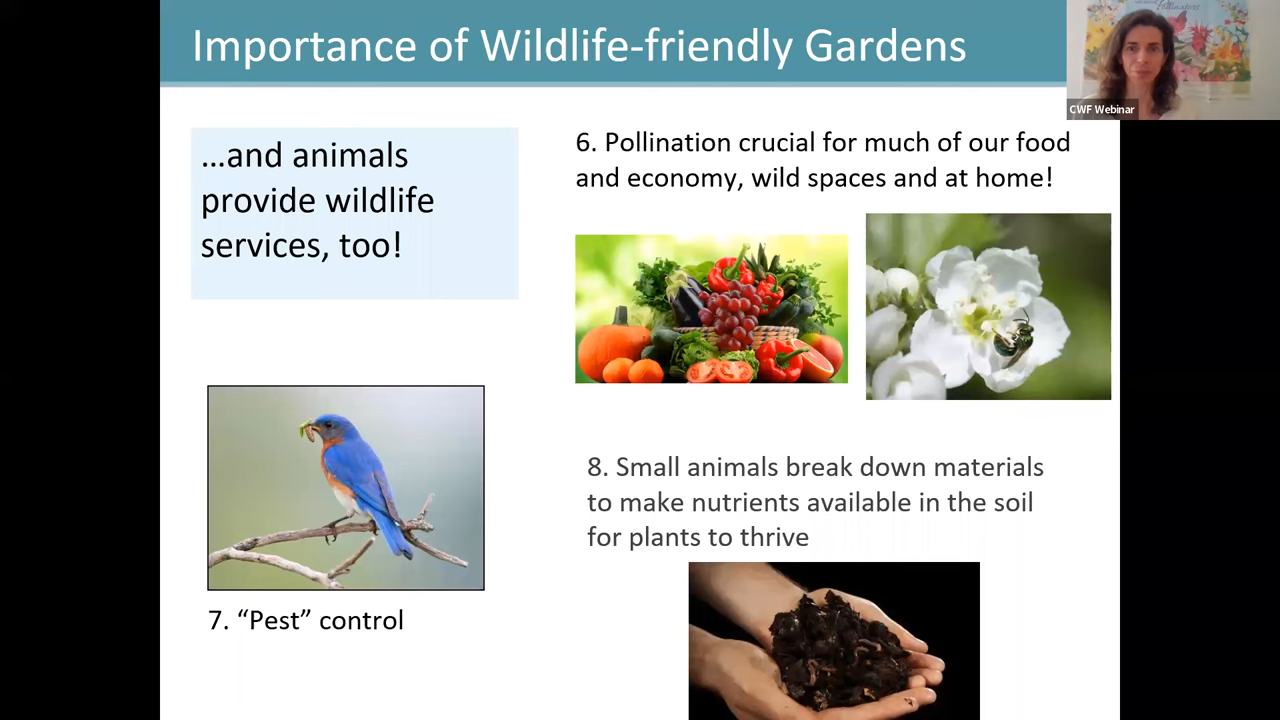 Importance of Wildlife-friendly Gardens
Pollinators
CWF Webinar
...and animals
provide wildlife
services, too!
6. Pollination crucial for much of our food
and economy, wild spaces and at home!
7. “Pest” control
8. Small animals break down materials
to make nutrients available in the soil
for plants to thrive